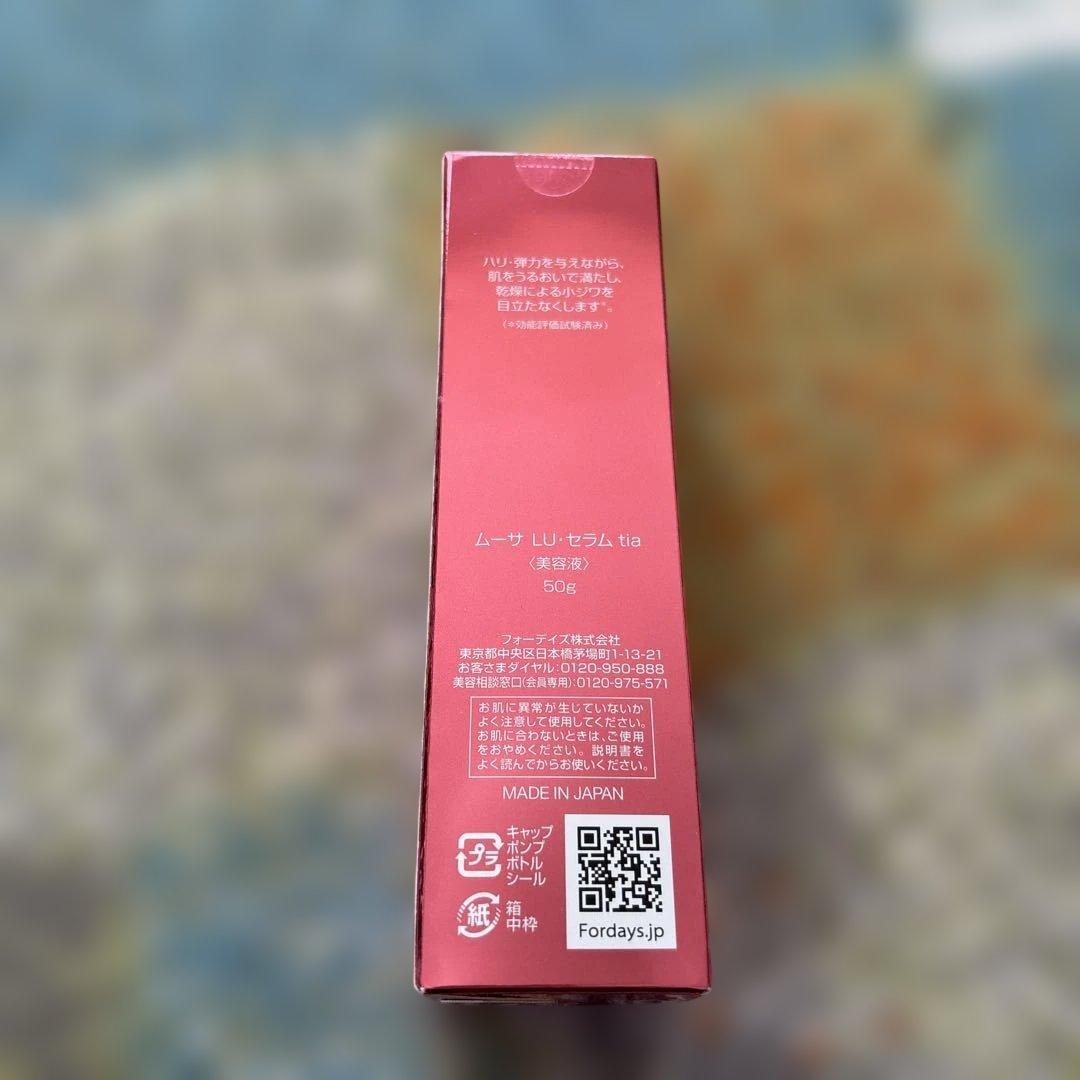 ハリ・弾力を与えながら、
肌をうるおいで満たし、
乾燥による小ジワを
目立たなくします*。
(*効能評価試験済み)
ムーサ LU・セラム tia
〈美容液〉
50g
フォーデイズ株式会社
東京都中央区日本橋茅場町1-13-21
お客さまダイヤル:0120-950-888
美容相談窓口(会員専用):0120-975-571
お肌に異常が生じていないか
よく注意して使用してください。
お肌に合わないときは、ご使用
をおやめください。説明書を
よく読んでからお使いください。
MADE IN JAPAN
プラ
キャップ
ポンプ
ボトル
シール
紙
箱
中枠
Fordays.jp